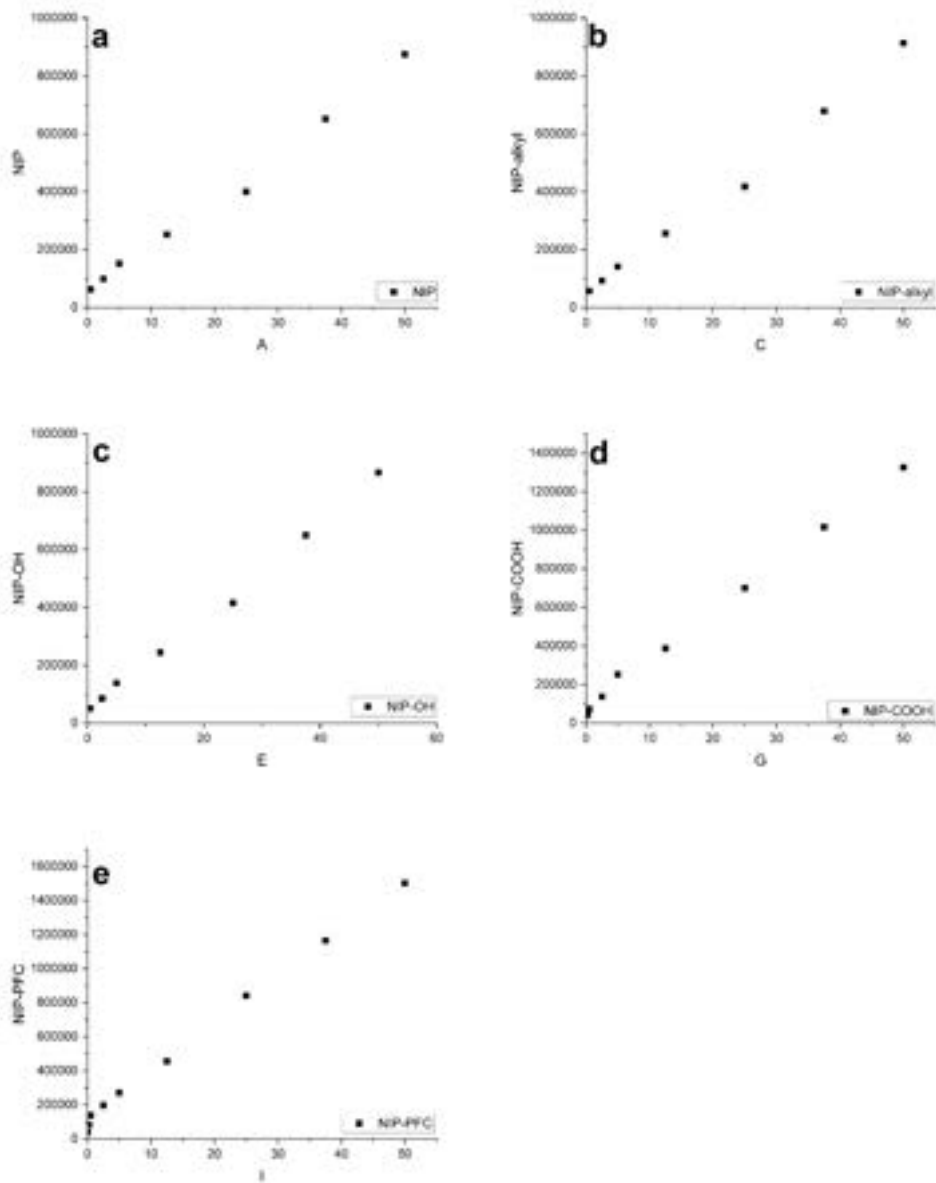 a
1000000
800000
600000
400000
200000
0
NIP
0 10 20 30 40 50
A
NIP
b
1000000
800000
600000
400000
200000
0
NIP-alkyl
0 10 20 30 40 50
C
NIP-alkyl
c
1000000
800000
600000
400000
200000
0
NIP-OH
0 20 40 60
E
NIP-OH
d
1400000
1200000
1000000
800000
600000
400000
200000
0
NIP-COOH
0 10 20 30 40 50
G
NIP-COOH
e
1600000
1400000
1200000
1000000
800000
600000
400000
200000
0
NIP-PFC
0 10 20 30 40 50
I
NIP-PFC